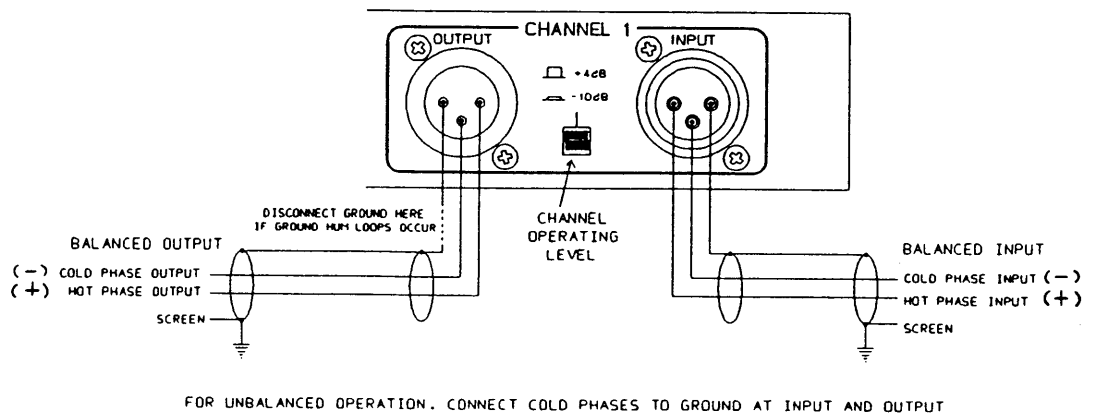 CHANNEL 1
OUTPUT
INPUT
+4dB
-10dB
DISCONNECT GROUND HERE
IF GROUND HUM LOOPS OCCUR
CHANNEL
OPERATING
LEVEL
BALANCED OUTPUT
(-) COLD PHASE OUTPUT
(+) HOT PHASE OUTPUT
SCREEN
BALANCED INPUT
COLD PHASE INPUT (-)
HOT PHASE INPUT (+)
SCREEN
FOR UNBALANCED OPERATION. CONNECT COLD PHASES TO GROUND AT INPUT AND OUTPUT